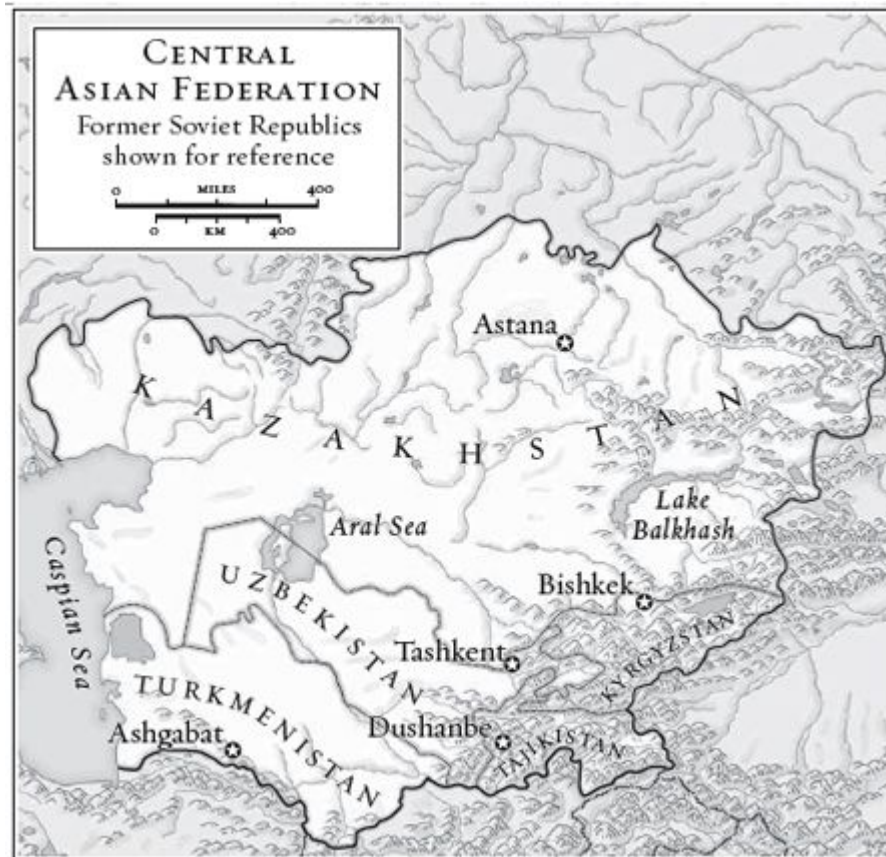 CENTRAL
ASIAN FEDERATION
Former Soviet Republics
shown for reference
0 MILES 400
0 KM 400
Astana
KAZAKHSTAN
Aral Sea
Lake
Balkhash
Caspian Sea
UZBEKISTAN
Bishkek
Tashkent
KYRGYZSTAN
TURKMENISTAN
Ashgabat
Dushanbe
TAJIKISTAN